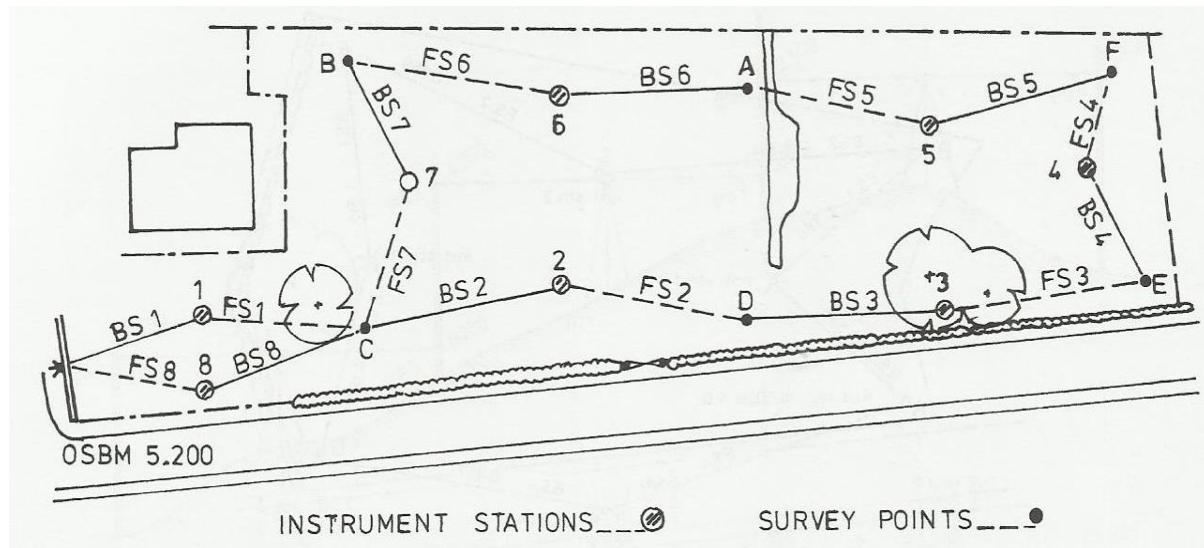 B
FS6
BS6
A
FS5
BS5
F
BS7
6
5
FS4
4
7
BS4
FS7
1
FS1
BS2
2
FS2
D
BS3
3
FS3
E
BS1
C
FS8
8
BS8
OSBM 5.200
INSTRUMENT STATIONS
SURVEY POINTS